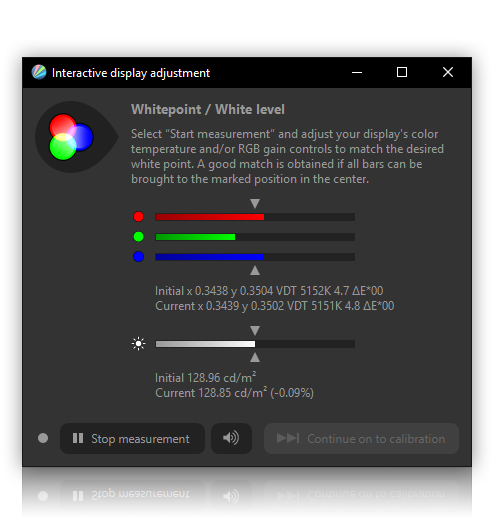 Interactive display adjustment
Whitepoint / White level
Select "Start measurement" and adjust your display's color
temperature and/or RGB gain controls to match the desired
white point. A good match is obtained if all bars can be
brought to the marked position in the center.
Initial x 0.3438 y 0.3504 VDT 5152K 4.7 ΔE*00
Current x 0.3439 y 0.3502 VDT 5151K 4.8 ΔE*00
Initial 128.96 cd/m²
Current 128.85 cd/m² (-0.09%)
Stop measurement
Continue on to calibration